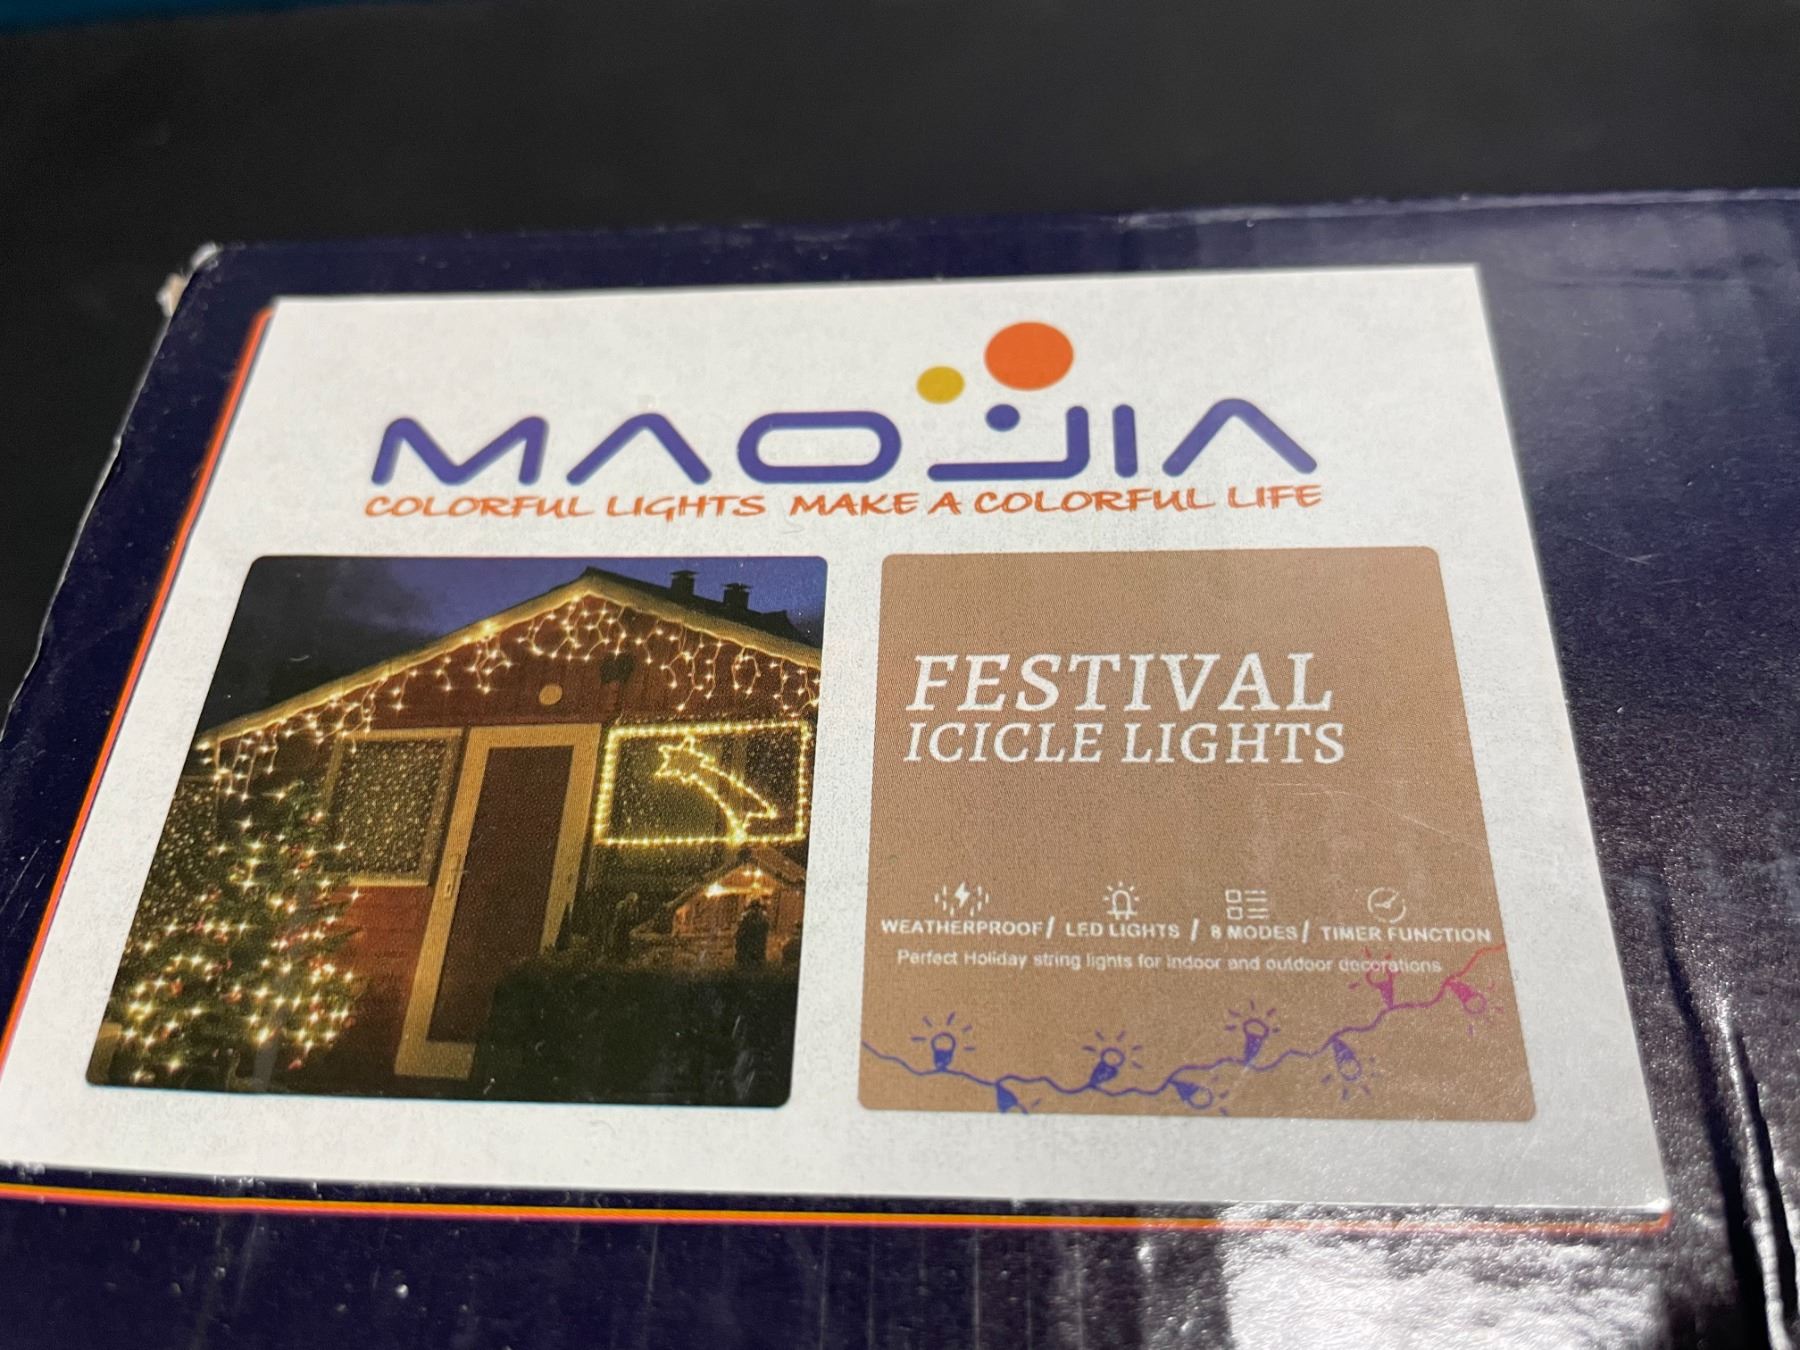 MAOJIA
COLORFUL LIGHTS MAKE A COLORFUL LIFE
FESTIVAL
ICICLE LIGHTS
WEATHERPROOF/ LED LIGHTS / 8 MODES/ TIMER FUNCTION
Perfect Holiday string lights for indoor and outdoor decorations